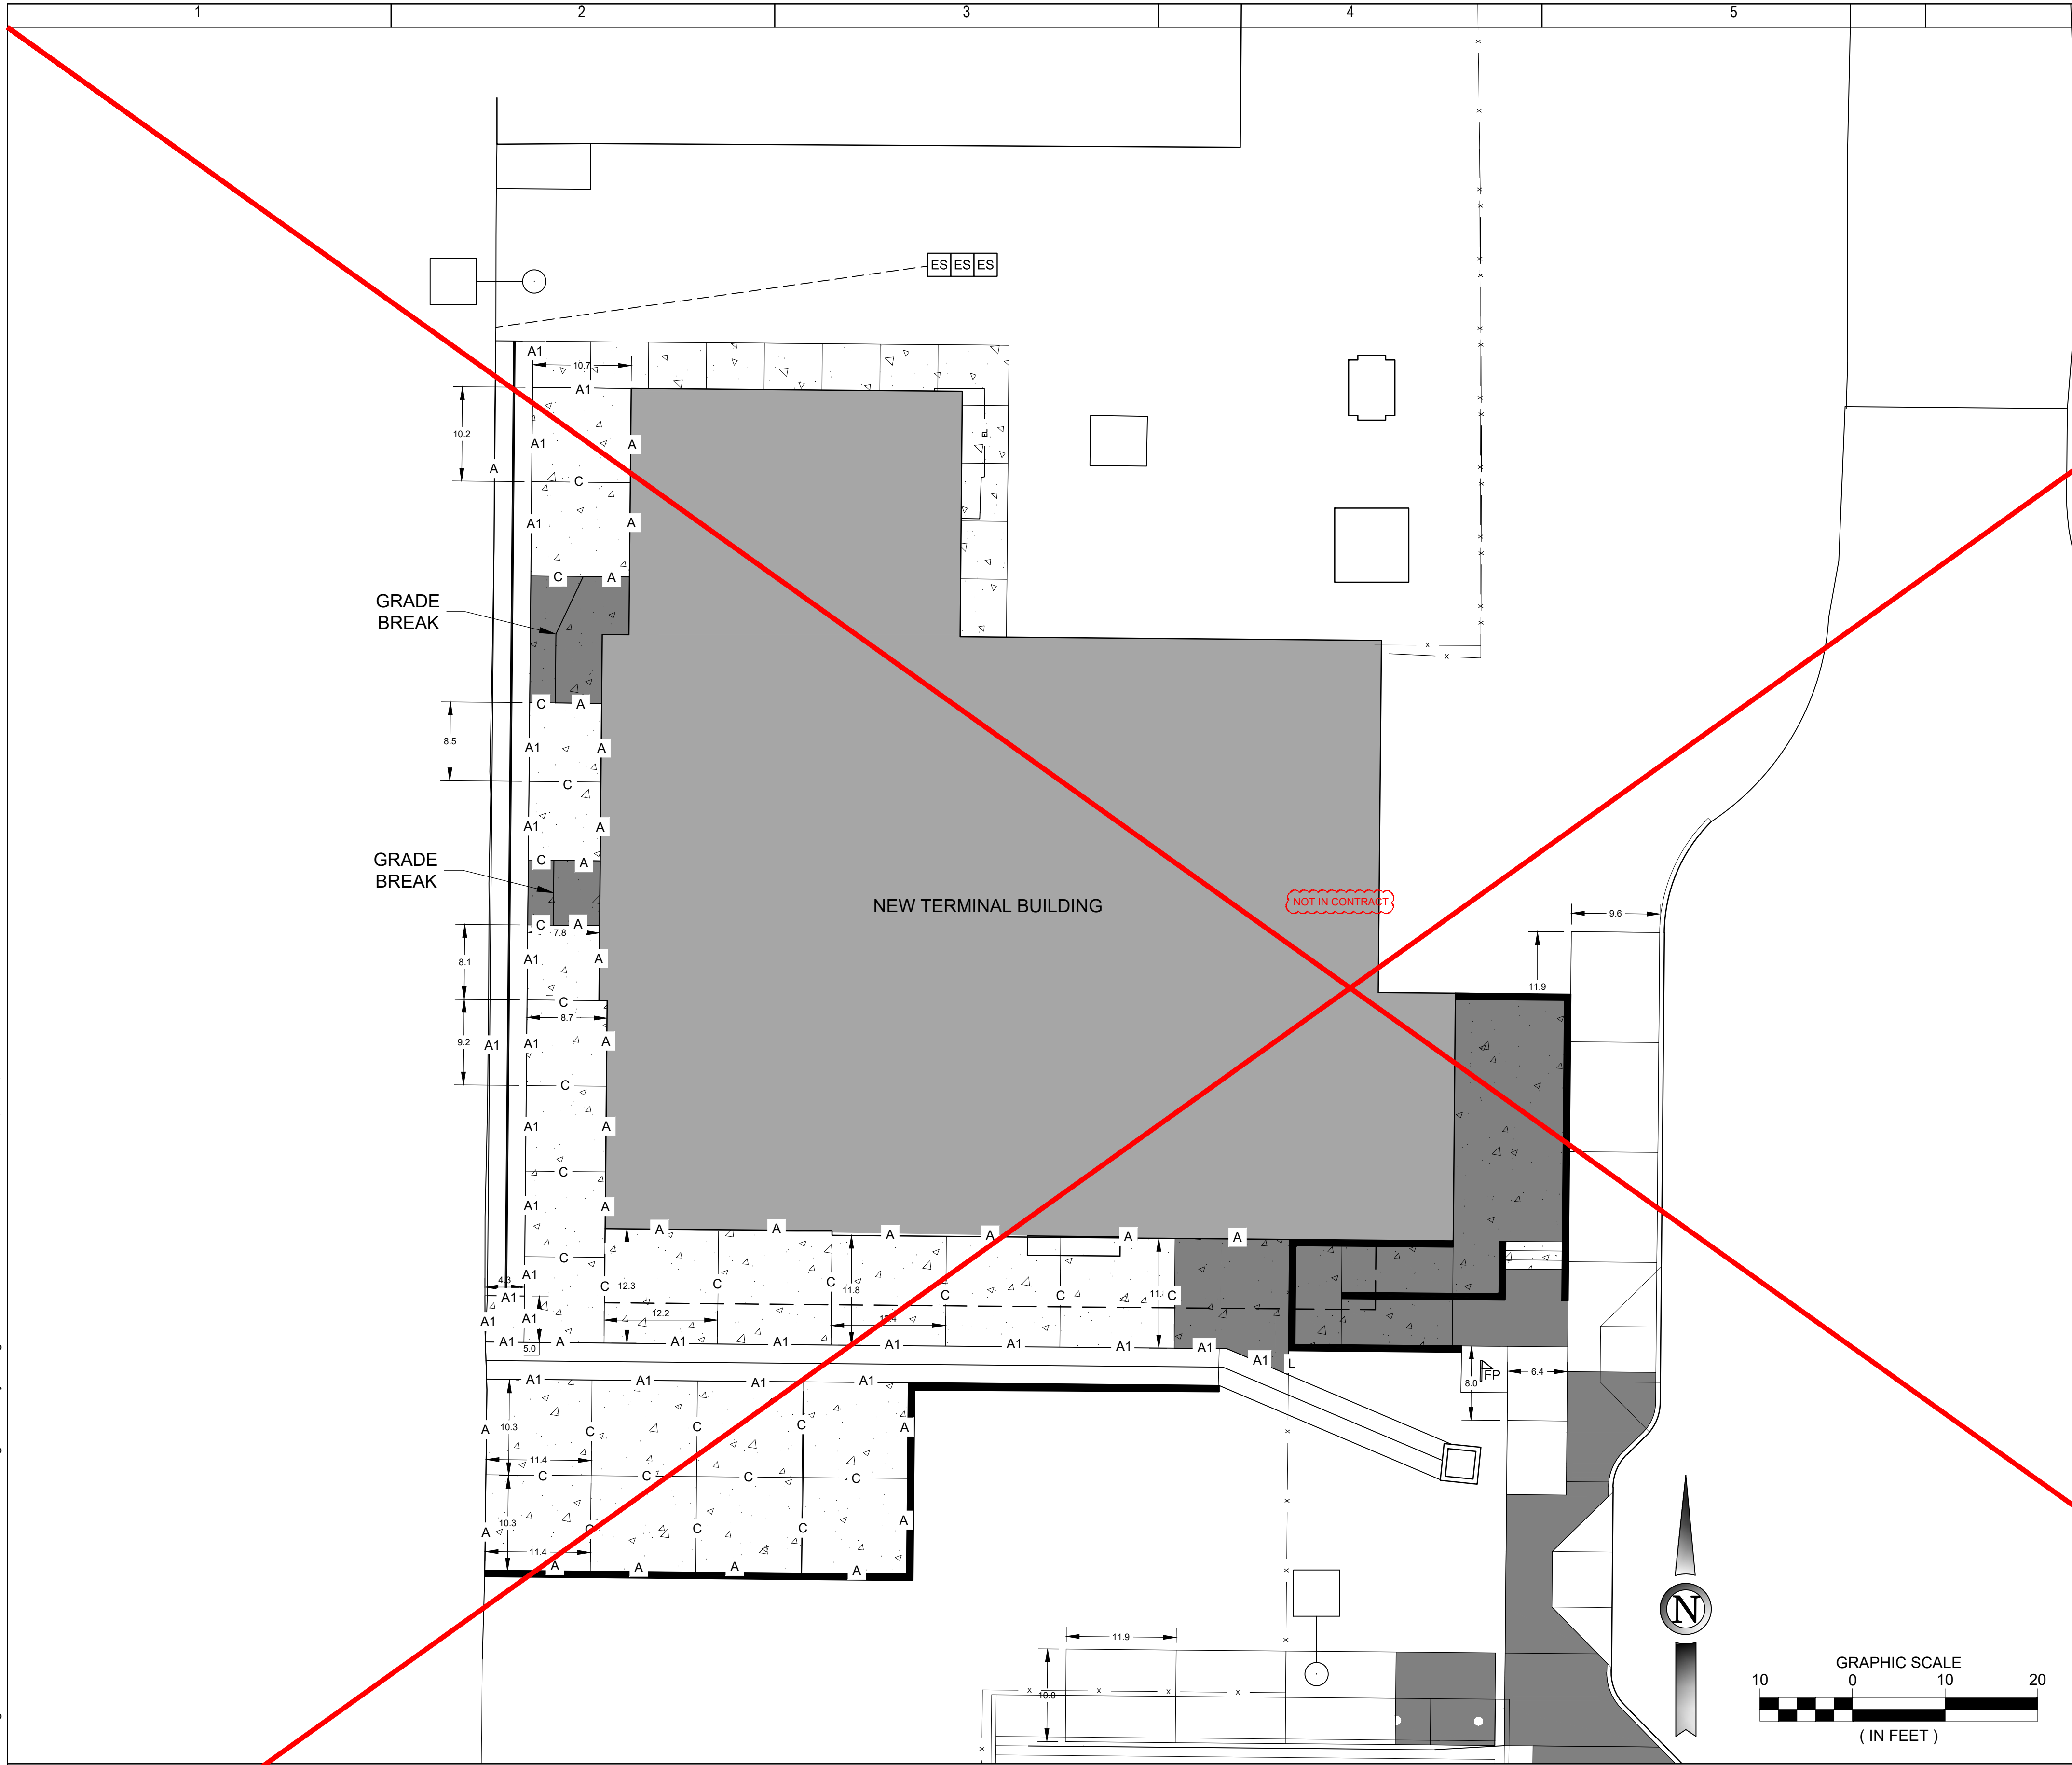 1 2 3 4 5
ES ES ES
A1
10.7
A1
10.2
A1 A
A
C
A1 A
C A
GRADE
BREAK
C A
8.5
A1 A
C
A1 A
C A
GRADE
BREAK
NEW TERMINAL BUILDING
NOT IN CONTRACT
9.6
C A
7.8
8.1
A1 A
11.9
C
8.7
9.2
A1 A1 A
C
A1 A
C
A1 A
A A A A A A
C
4.3 A1
A1
C 12.3 C C 11.8 C C C
12.2
A1 A1
A1 A 5.0 A1 A1 A1 A1 A1 A1
A1 L
FP
8.0 6.4
A1 A1 A1 A1
A 10.3 C C C A
11.4
C C C C
10.3
A C C C A
11.4
A A A A
N
11.9
10.0
GRAPHIC SCALE
10 0 10 20
( IN FEET )